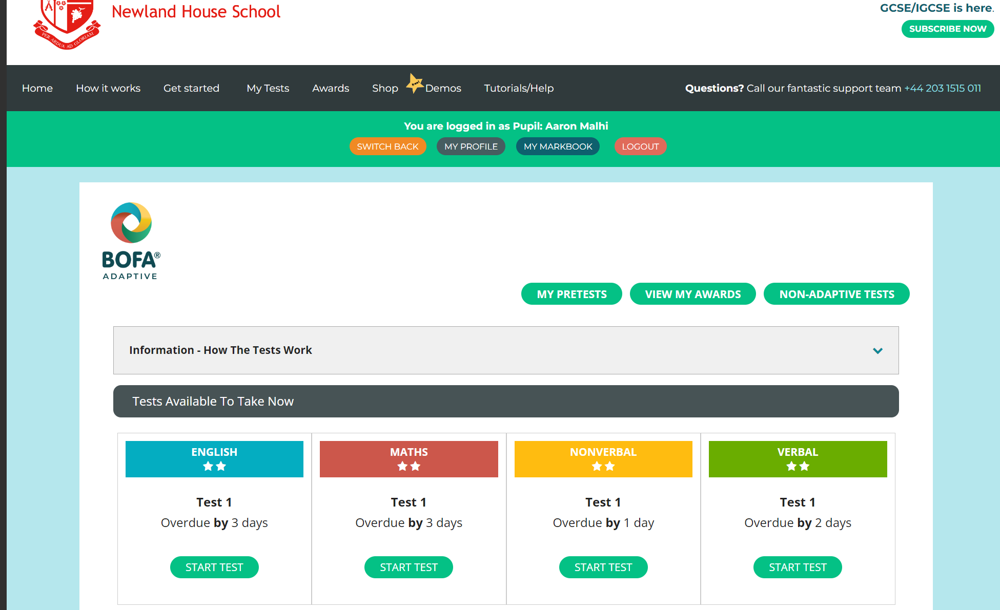 Newland House School
PER ARDUA AD GLORIAM
GCSE/IGCSE is here.
SUBSCRIBE NOW
Home How it works Get started My Tests Awards Shop free! Demos Tutorials/Help Questions? Call our fantastic support team +44 203 1515 011
You are logged in as Pupil: Aaron Malhi
SWITCH BACK MY PROFILE MY MARKBOOK LOGOUT
BOFA®
ADAPTIVE
MY PRETESTS VIEW MY AWARDS NON-ADAPTIVE TESTS
Information - How The Tests Work
Tests Available To Take Now
ENGLISH MATHS NONVERBAL VERBAL
Test 1 Test 1 Test 1 Test 1
Overdue by 3 days Overdue by 3 days Overdue by 1 day Overdue by 2 days
START TEST START TEST START TEST START TEST